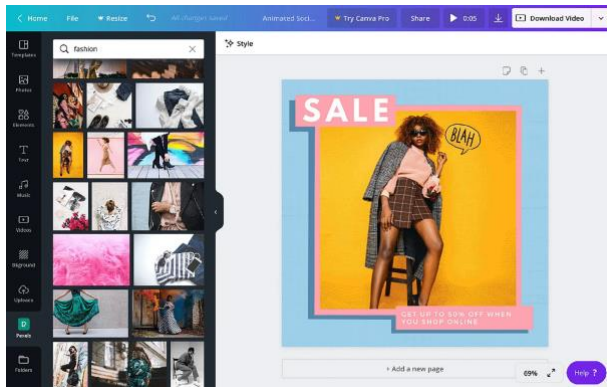 Home File Resize All changes saved Animated Soci... Try Canva Pro Share 0:05 Download Video
Templates
Photos
Elements
Text
Music
Videos
Bkground
Uploads
D
Pexels
Folders
fashion
Style
SALE
BLAH
GET UP TO 50% OFF WHEN
YOU SHOP ONLINE
+ Add a new page
69%
Help ?